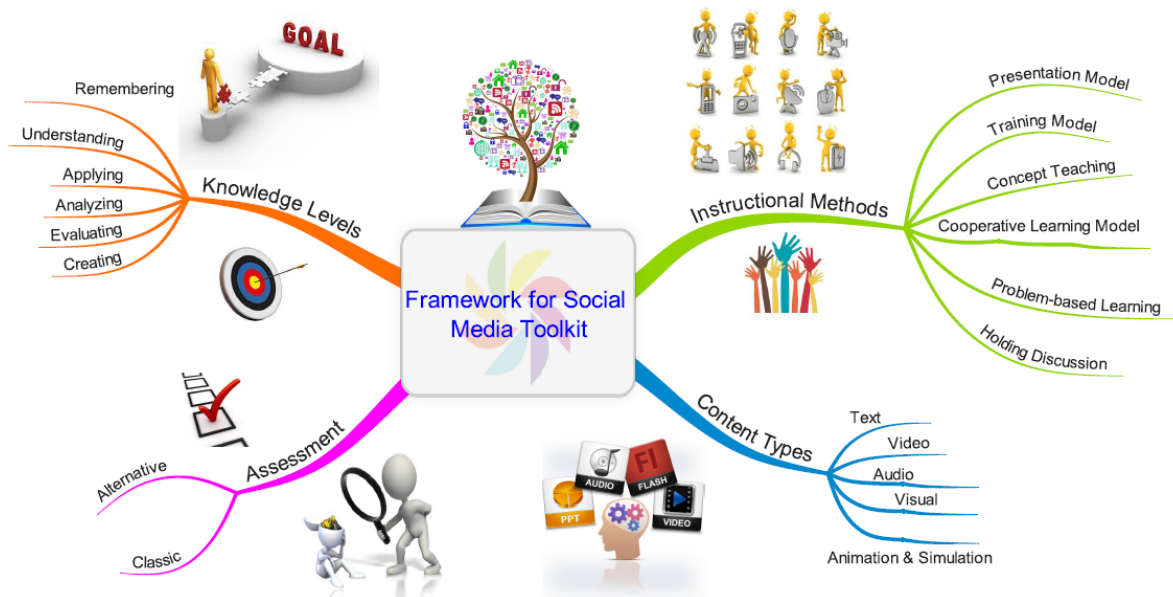 GOAL
Remembering
Understanding
Applying
Analyzing
Evaluating
Creating
Knowledge Levels
Framework for Social
Media Toolkit
Instructional Methods
Presentation Model
Training Model
Concept Teaching
Cooperative Learning Model
Problem-based Learning
Holding Discussion
Assessment
Alternative
Classic
Content Types
Text
Video
Audio
Visual
Animation & Simulation
PPT
AUDIO
Fl
FLASH
VIDEO